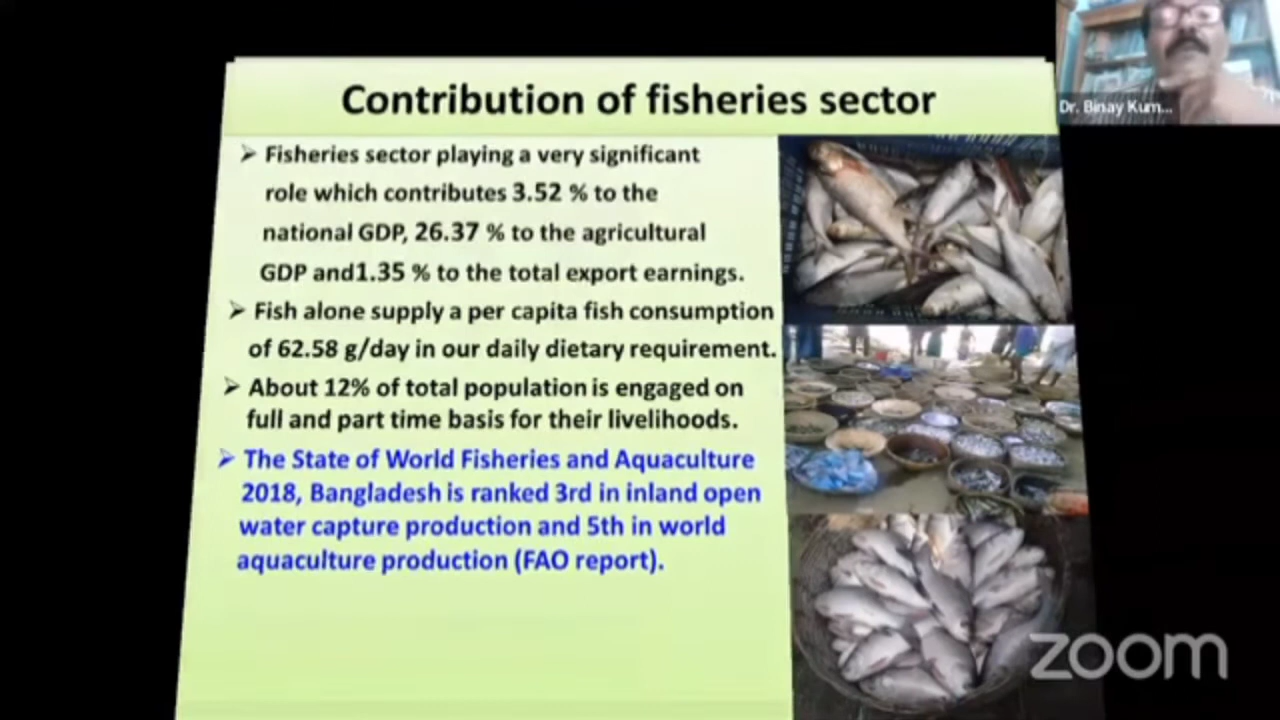 Contribution of fisheries sector
Dr. Binay Kum...
➢ Fisheries sector playing a very significant
role which contributes 3.52 % to the
national GDP, 26.37 % to the agricultural
GDP and1.35 % to the total export earnings.
➢ Fish alone supply a per capita fish consumption
of 62.58 g/day in our daily dietary requirement.
➢ About 12% of total population is engaged on
full and part time basis for their livelihoods.
➢ The State of World Fisheries and Aquaculture
2018, Bangladesh is ranked 3rd in inland open
water capture production and 5th in world
aquaculture production (FAO report).
zoom